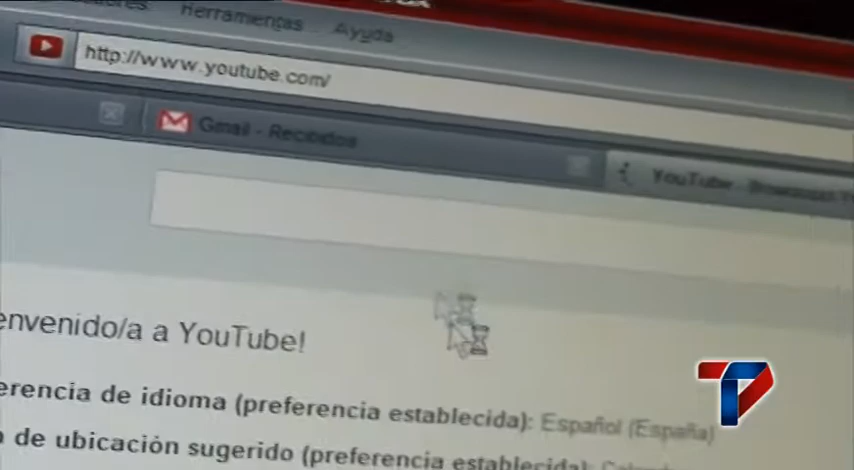 Herramientas Ayuda
http://www.youtube.com/
Gmail - Recibidos
YouTube -
envenido/a a YouTube!
erencia de idioma (preferencia establecida): Español (España)
de ubicación sugerido (preferencia establecida):